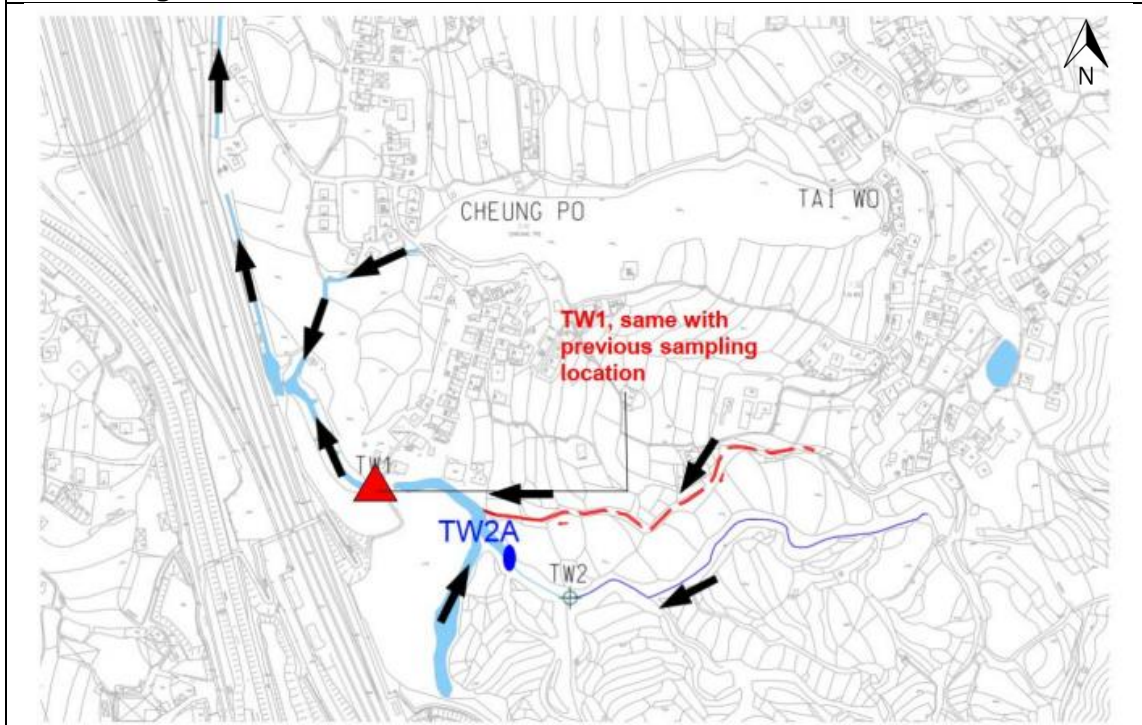 N
CHEUNG PO
TAI WO
TW1, same with
previous sampling
location
TW1
TW2A
TW2